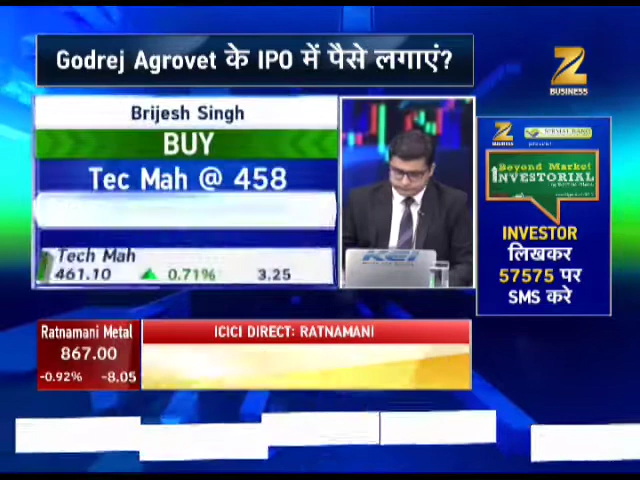 Godrej Agrovet के IPO में पैसे लगाएं?
ZEE
BUSINESS
Brijesh Singh
BUY
Tec Mah @ 458
Tech Mah
461.10 0.71% 3.25
KEI
Beyond Market
INVESTORIAL
INVESTOR
लिखकर
57575 पर
SMS करे
Ratnamani Metal
867.00
-0.92% -8.05
ICICI DIRECT: RATNAMANI